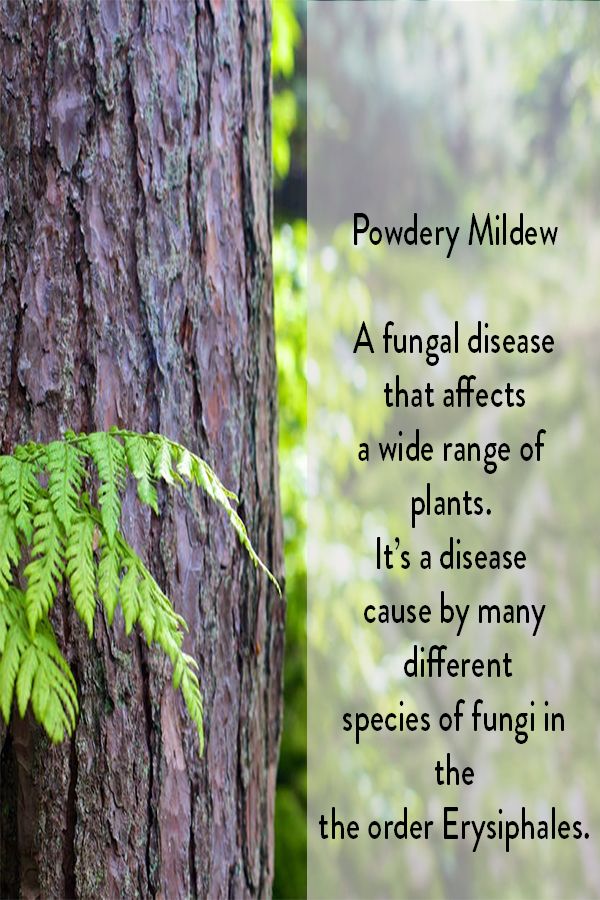 Powdery Mildew
A fungal disease
that affects
a wide range of
plants.
It's a disease
cause by many
different
species of fungi in
the
the order Erysiphales.